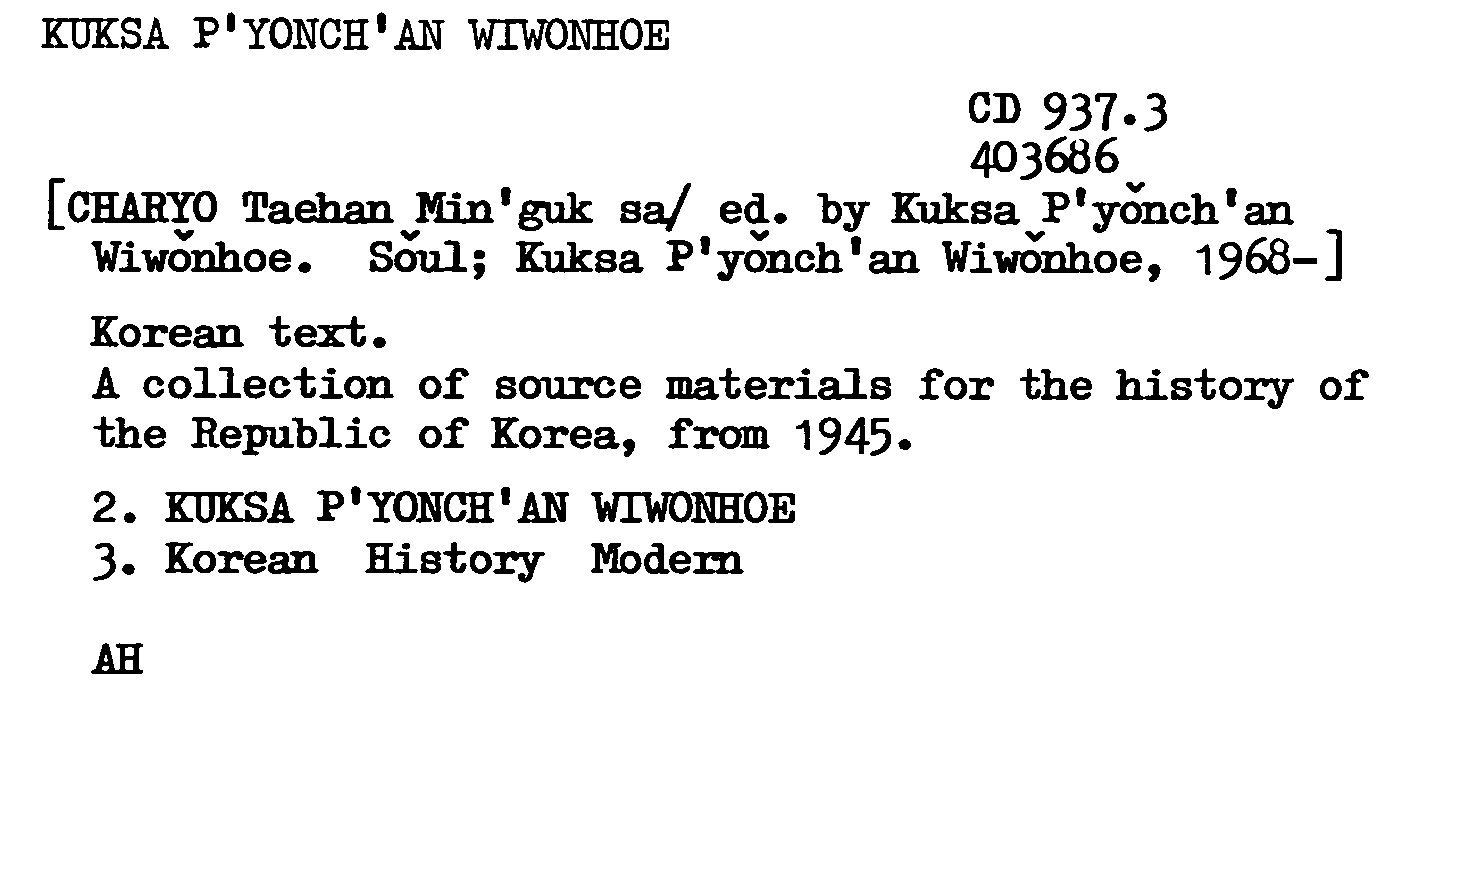 KUKSA P'YONCH'AN WIWONHOE
CD 937.3
403686
[CHARYO Taehan Min'guk sa/ ed. by Kuksa P'yŏnch'an
Wiwŏnhoe. Sŏul; Kuksa P'yŏnch'an Wiwŏnhoe, 1968-]
Korean text.
A collection of source materials for the history of
the Republic of Korea, from 1945.
2. KUKSA P'YONCH'AN WIWONHOE
3. Korean History Modern
AH